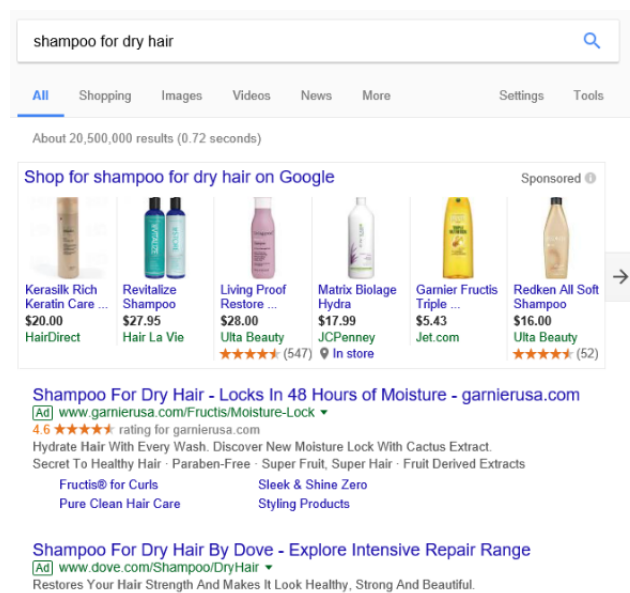 shampoo for dry hair
All Shopping Images Videos News More Settings Tools
About 20,500,000 results (0.72 seconds)
Shop for shampoo for dry hair on Google Sponsored
Kerasilk Rich Revitalize Living Proof Matrix Biolage Garnier Fructis Redken All Soft
Keratin Care ... Shampoo Restore ... Hydra Triple ... Shampoo
$20.00 $27.95 $28.00 $17.99 $5.43 $16.00
HairDirect Hair La Vie Ulta Beauty JCPenney Jet.com Ulta Beauty
(547) In store (52)
Shampoo For Dry Hair - Locks In 48 Hours of Moisture - garnierusa.com
Ad www.garnierusa.com/Fructis/Moisture-Lock
4.6 rating for garnierusa.com
Hydrate Hair With Every Wash. Discover New Moisture Lock With Cactus Extract.
Secret To Healthy Hair · Paraben-Free · Super Fruit, Super Hair · Fruit Derived Extracts
Fructis® for Curls Sleek & Shine Zero
Pure Clean Hair Care Styling Products
Shampoo For Dry Hair By Dove - Explore Intensive Repair Range
Ad www.dove.com/Shampoo/DryHair
Restores Your Hair Strength And Makes It Look Healthy, Strong And Beautiful.